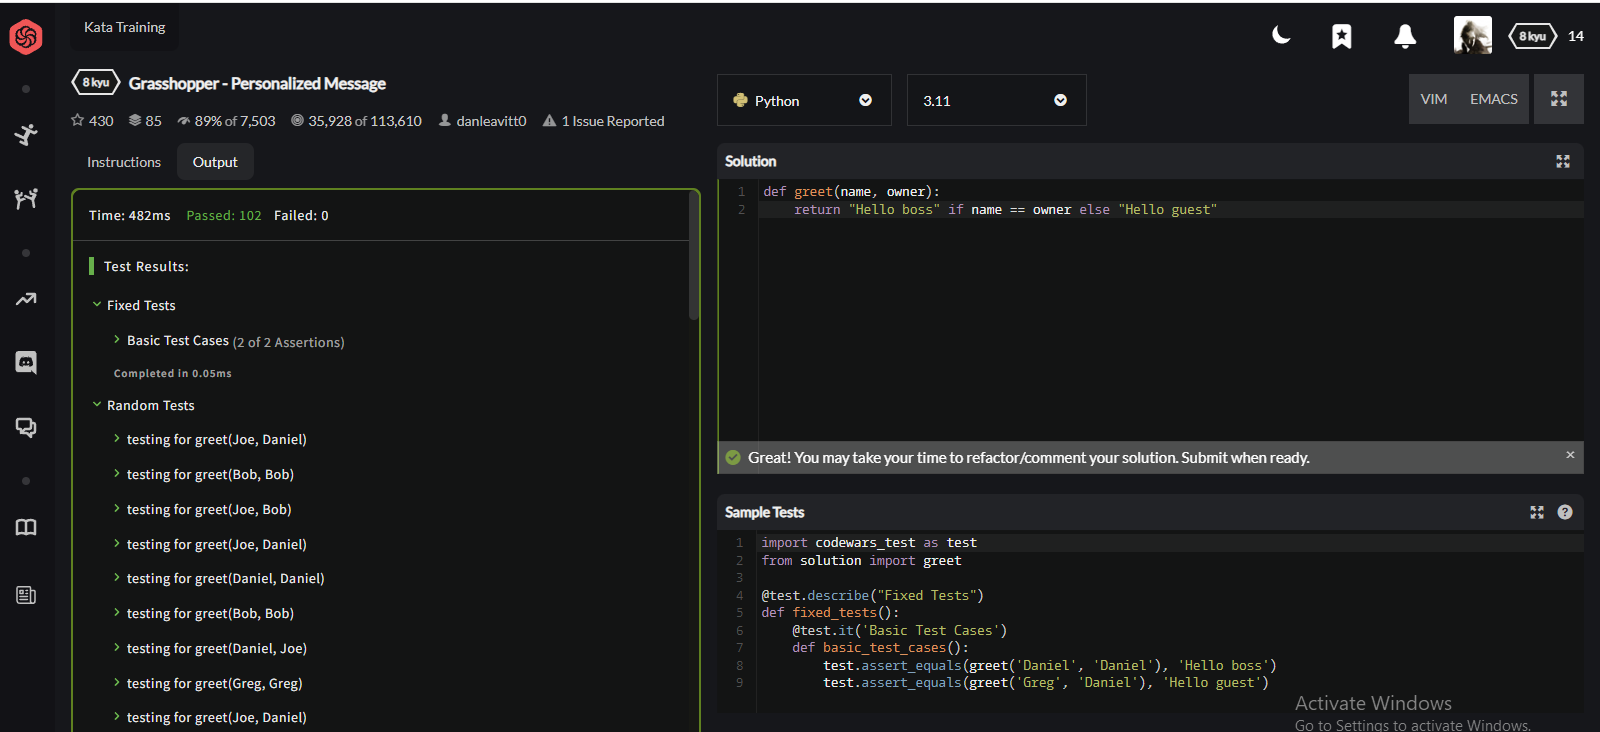 Kata Training
8 kyu
14
8 kyu Grasshopper - Personalized Message
430 85 89% of 7,503 35,928 of 113,610 danleavitt0 1 Issue Reported
Instructions Output
Time: 482ms Passed: 102 Failed: 0
Test Results:
Fixed Tests
Basic Test Cases (2 of 2 Assertions)
Completed in 0.05ms
Random Tests
testing for greet(Joe, Daniel)
testing for greet(Bob, Bob)
testing for greet(Joe, Bob)
testing for greet(Joe, Daniel)
testing for greet(Daniel, Daniel)
testing for greet(Bob, Bob)
testing for greet(Daniel, Joe)
testing for greet(Greg, Greg)
testing for greet(Joe, Daniel)
Python 3.11 VIM EMACS
Solution
1 def greet(name, owner):
2     return "Hello boss" if name == owner else "Hello guest"
Great! You may take your time to refactor/comment your solution. Submit when ready. ×
Sample Tests ?
1 import codewars_test as test
2 from solution import greet
3
4 @test.describe("Fixed Tests")
5 def fixed_tests():
6     @test.it('Basic Test Cases')
7     def basic_test_cases():
8         test.assert_equals(greet('Daniel', 'Daniel'), 'Hello boss')
9         test.assert_equals(greet('Greg', 'Daniel'), 'Hello guest')
Activate Windows
Go to Settings to activate Windows.